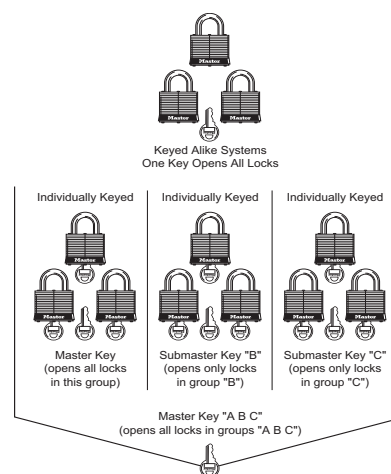 Master
Master Master
Keyed Alike Systems
One Key Opens All Locks
Individually Keyed
Master
Master Master
Master Key
(opens all locks
in this group)
Individually Keyed
Master
Master Master
Submaster Key "B"
(opens only locks
in group "B")
Individually Keyed
Master
Master Master
Submaster Key "C"
(opens only locks
in group "C")
Master Key "A B C"
(opens all locks in groups "A B C")